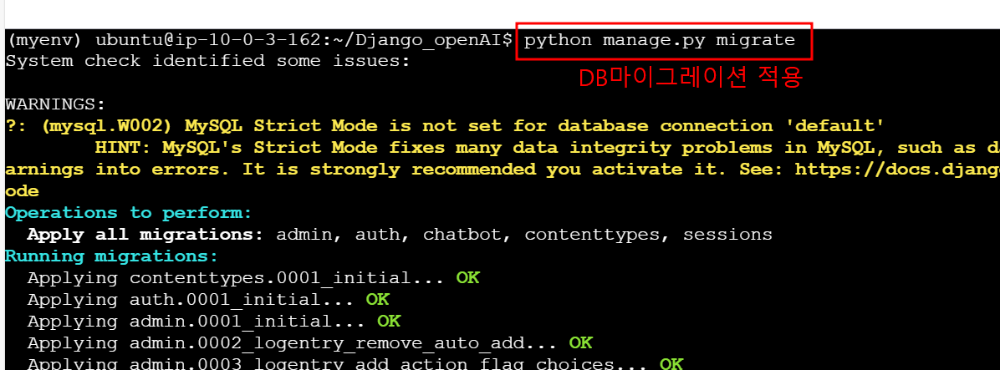 (myenv) ubuntu@ip-10-0-3-162:~/Django_openAI$ python manage.py migrate
System check identified some issues:
DB마이그레이션 적용
WARNINGS:
?: (mysql.W002) MySQL Strict Mode is not set for database connection 'default'
HINT: MySQL's Strict Mode fixes many data integrity problems in MySQL, such as d
arnings into errors. It is strongly recommended you activate it. See: https://docs.djang
ode
Operations to perform:
Apply all migrations: admin, auth, chatbot, contenttypes, sessions
Running migrations:
Applying contenttypes.0001_initial... OK
Applying auth.0001_initial... OK
Applying admin.0001_initial... OK
Applying admin.0002_logentry_remove_auto_add... OK
Applying admin.0003_logentry_add_action_flag_choices... OK